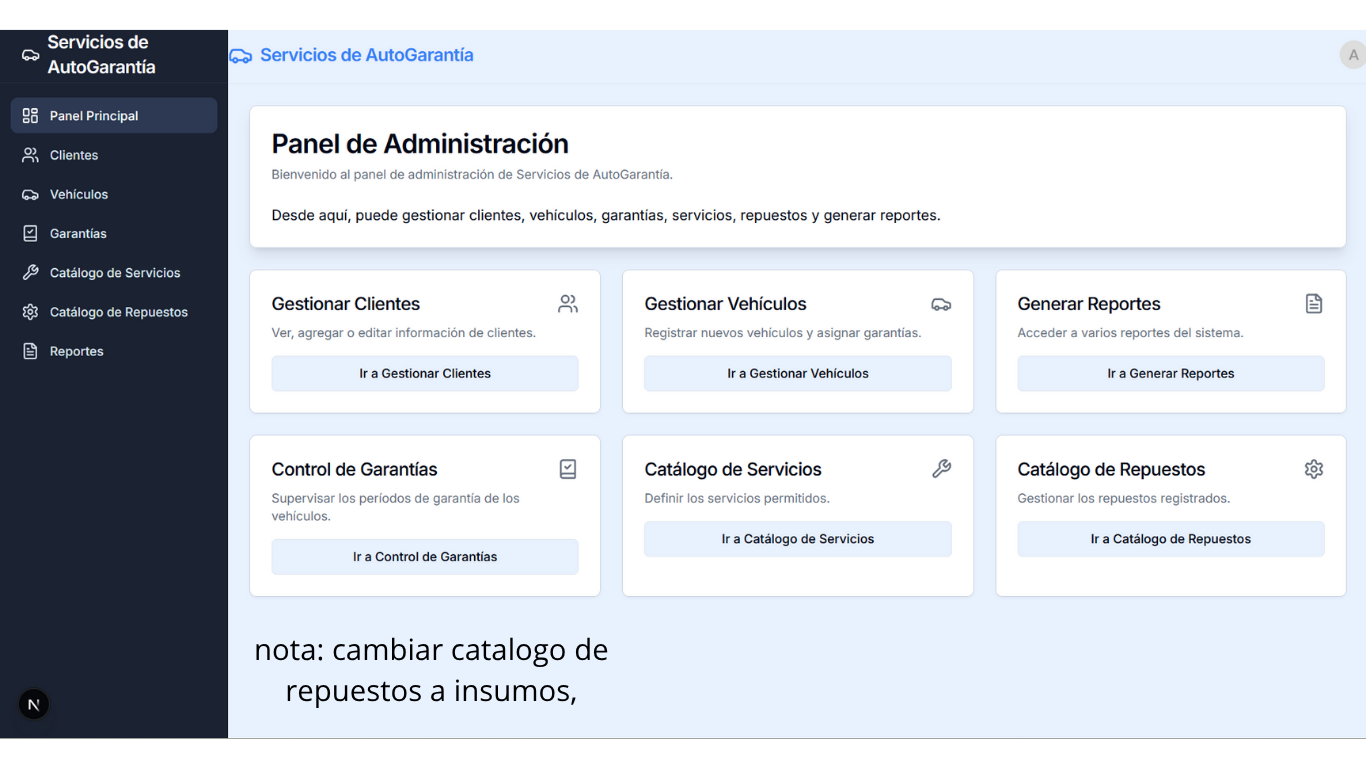 Servicios de
AutoGarantía
Servicios de AutoGarantía
A
Panel Principal
Clientes
Vehículos
Garantías
Catálogo de Servicios
Catálogo de Repuestos
Reportes
N
Panel de Administración
Bienvenido al panel de administración de Servicios de AutoGarantía.
Desde aquí, puede gestionar clientes, vehículos, garantías, servicios, repuestos y generar reportes.
Gestionar Clientes
Ver, agregar o editar información de clientes.
Ir a Gestionar Clientes
Gestionar Vehículos
Registrar nuevos vehículos y asignar garantías.
Ir a Gestionar Vehículos
Generar Reportes
Acceder a varios reportes del sistema.
Ir a Generar Reportes
Control de Garantías
Supervisar los períodos de garantía de los
vehículos.
Ir a Control de Garantías
Catálogo de Servicios
Definir los servicios permitidos.
Ir a Catálogo de Servicios
Catálogo de Repuestos
Gestionar los repuestos registrados.
Ir a Catálogo de Repuestos
nota: cambiar catalogo de
repuestos a insumos,